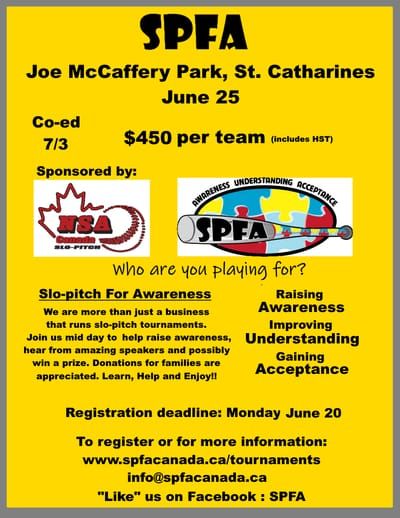 SPFA
Joe McCaffery Park, St. Catharines
June 25
Co-ed
7/3
$450 per team (includes HST)
Sponsored by:
NSA
Canada
SLO-PITCH
AWARENESS UNDERSTANDING ACCEPTANCE
SPFA
Who are you playing for?
Slo-pitch For Awareness
We are more than just a business
that runs slo-pitch tournaments.
Join us mid day to help raise awareness,
hear from amazing speakers and possibly
win a prize. Donations for families are
appreciated. Learn, Help and Enjoy!!
Raising
Awareness
Improving
Understanding
Gaining
Acceptance
Registration deadline: Monday June 20
To register or for more information:
www.spfacanada.ca/tournaments
info@spfacanada.ca
"Like" us on Facebook : SPFA